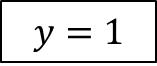 y = 1